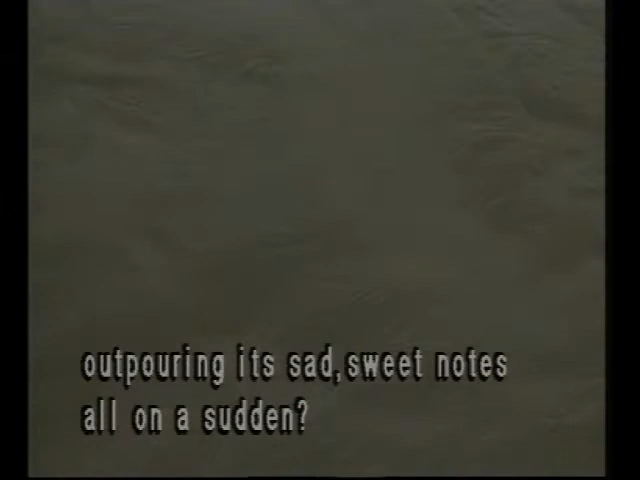 outpouring its sad,sweet notes
all on a sudden?